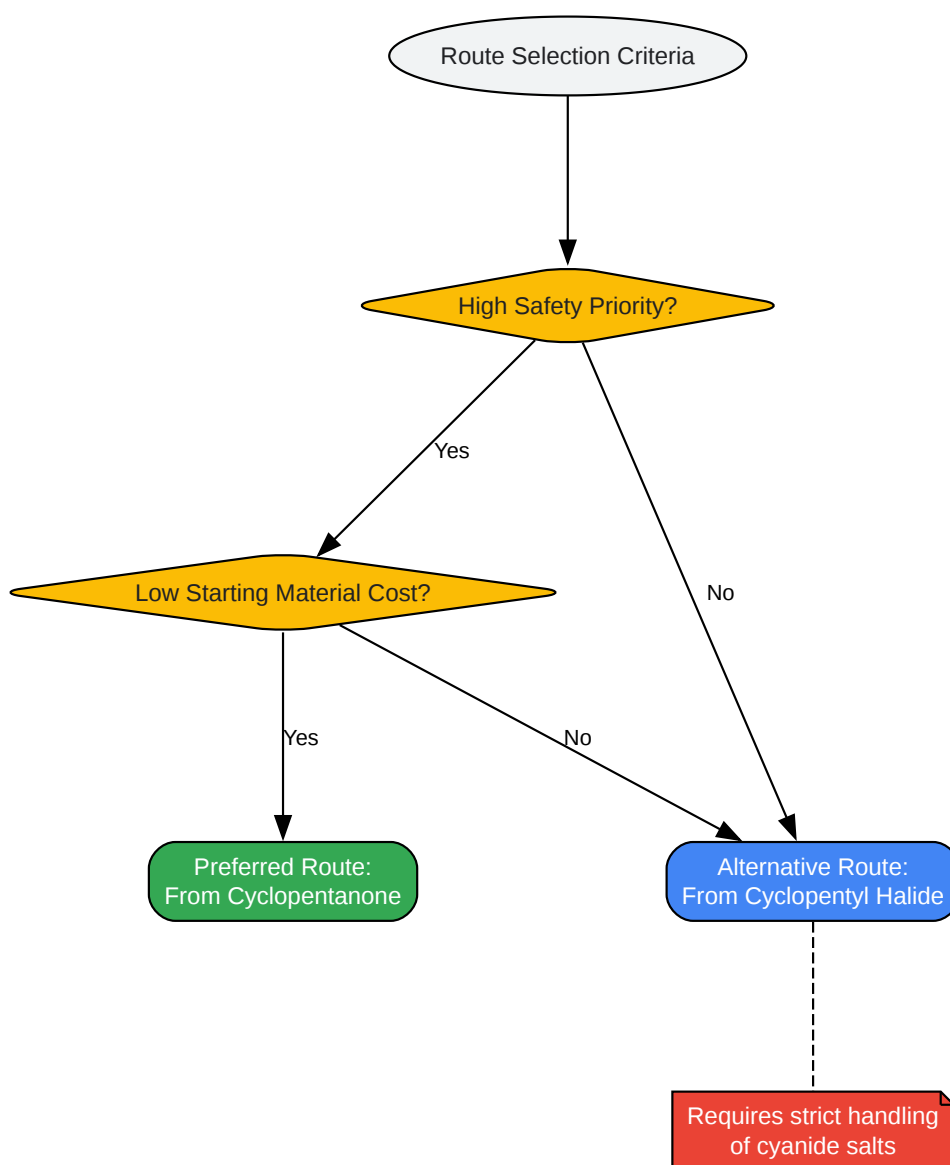 Route Selection Criteria
High Safety Priority?
Yes
Low Starting Material Cost?
No
Yes
No
Preferred Route:
From Cyclopentanone
Alternative Route:
From Cyclopentyl Halide
Requires strict handling
of cyanide salts